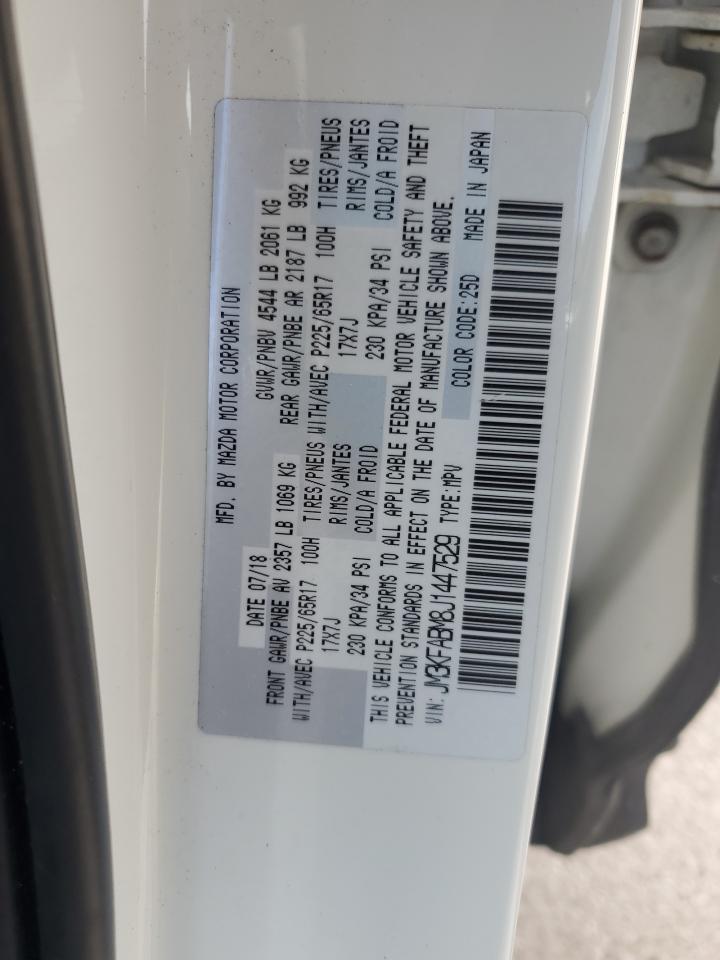 MFD. BY MAZDA MOTOR CORPORATION
DATE 07/18 GVWR/PNBV 4544 LB 2061 KG
FRONT GAWR/PNBE AV 2357 LB 1069 KG REAR GAWR/PNBE AR 2187 LB 992 KG
WITH/AVEC P225/65R17 100H TIRES/PNEUS WITH/AVEC P225/65R17 100H TIRES/PNEUS
17X7J RIMS/JANTES 17X7J RIMS/JANTES
230 KPA/34 PSI COLD/A FROID 230 KPA/34 PSI COLD/A FROID
THIS VEHICLE CONFORMS TO ALL APPLICABLE FEDERAL MOTOR VEHICLE SAFETY AND THEFT
PREVENTION STANDARDS IN EFFECT ON THE DATE OF MANUFACTURE SHOWN ABOVE.
VIN: JM3KFABM8J1447529 TYPE:MPV COLOR CODE:25D MADE IN JAPAN